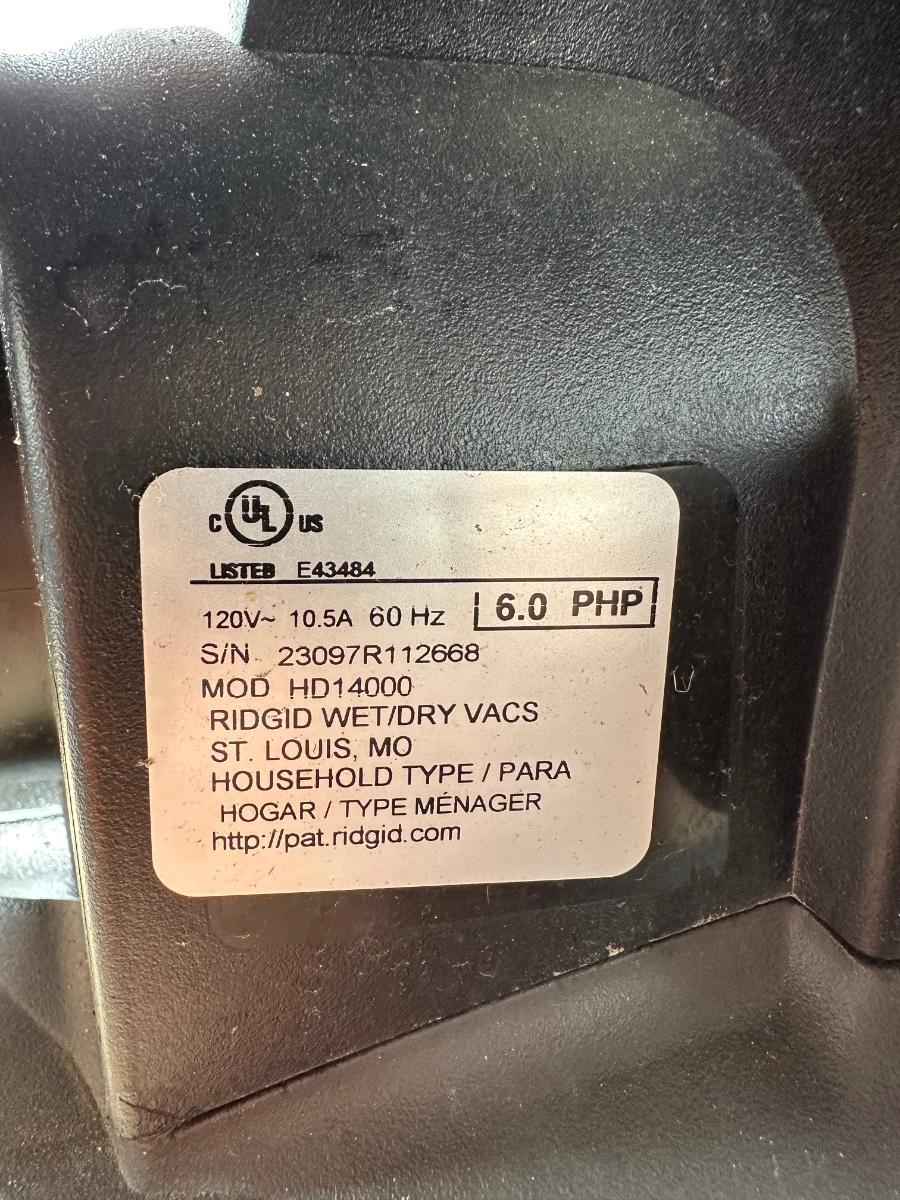 C UL US
LISTED E43484
120V~ 10.5A 60 Hz 6.0 PHP
S/N 23097R112668
MOD HD14000
RIDGID WET/DRY VACS
ST. LOUIS, MO
HOUSEHOLD TYPE / PARA
HOGAR / TYPE MÉNAGER
http://pat.ridgid.com